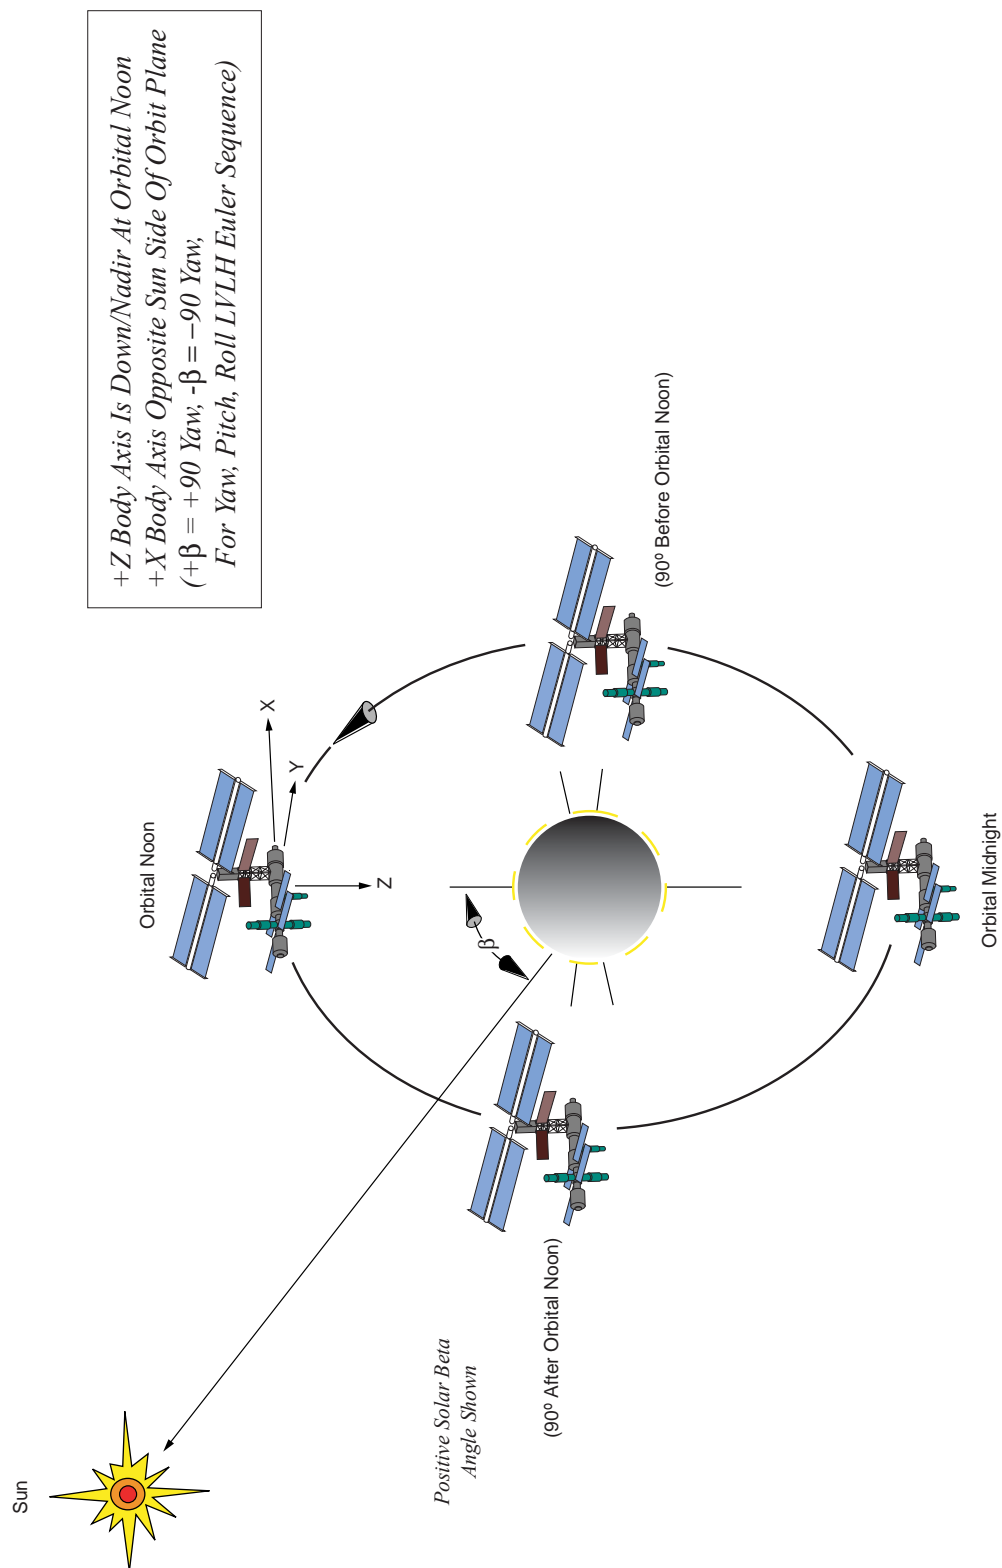 +Z Body Axis Is Down/Nadir At Orbital Noon
+X Body Axis Opposite Sun Side Of Orbit Plane
(+β = +90 Yaw, -β = −90 Yaw,
For Yaw, Pitch, Roll LVLH Euler Sequence)
Sun
Orbital Noon
X
Y
Z
β
(90º Before Orbital Noon)
Positive Solar Beta
Angle Shown
(90º After Orbital Noon)
Orbital Midnight